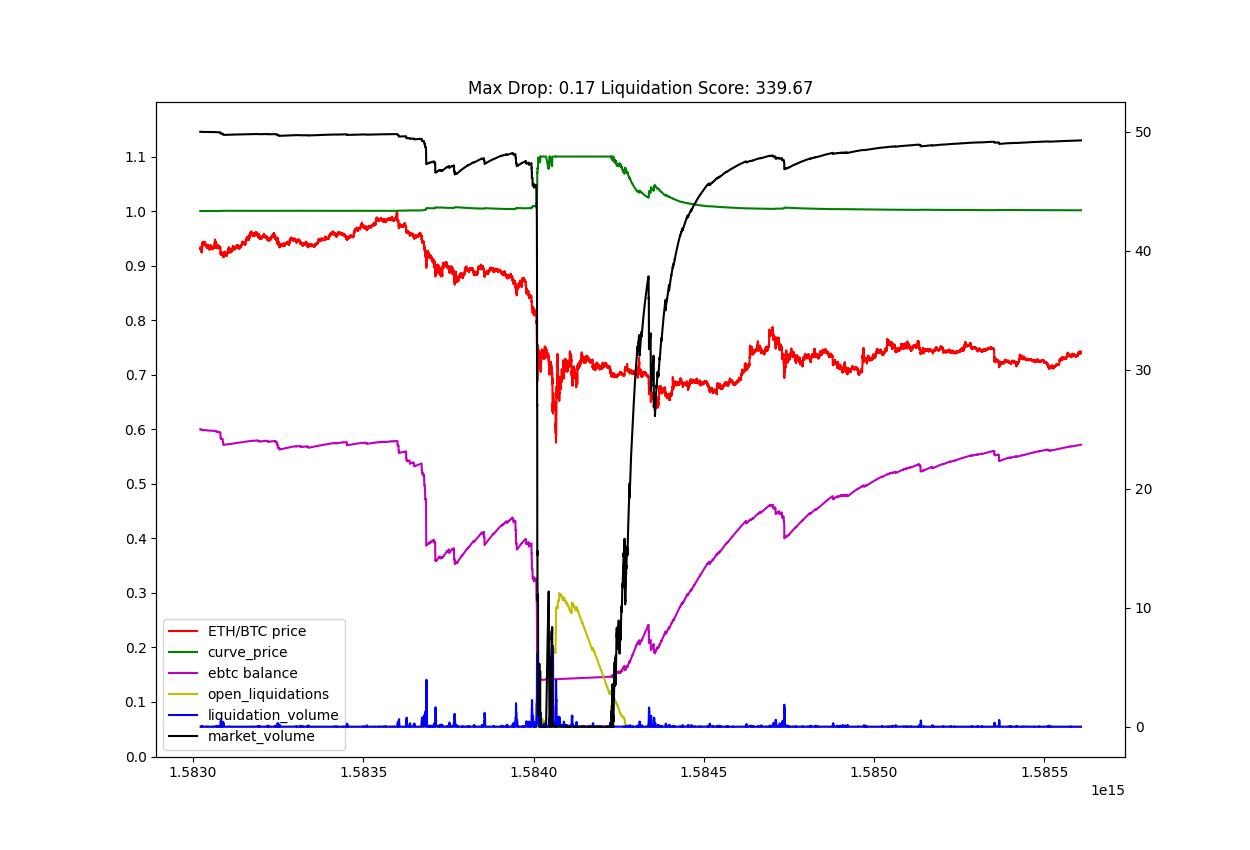 Max Drop: 0.17 Liquidation Score: 339.67
1.1
1.0
0.9
0.8
0.7
0.6
0.5
0.4
0.3
0.2
0.1
0.0
50
40
30
20
10
0
ETH/BTC price
curve_price
ebtc balance
open_liquidations
liquidation_volume
market_volume
1.5830 1.5835 1.5840 1.5845 1.5850 1.5855
1e15